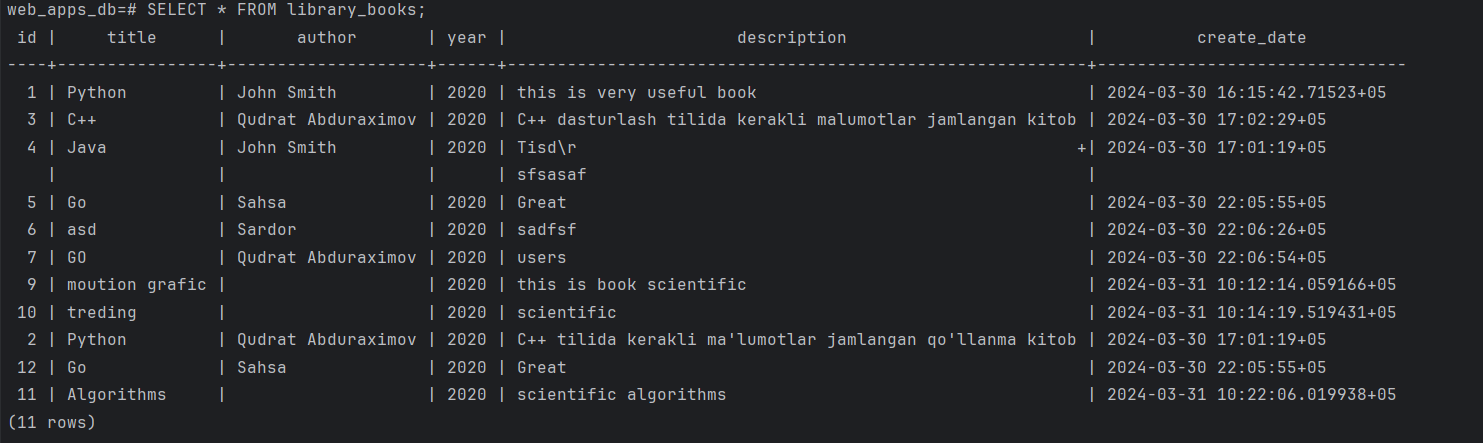 web_apps_db=# SELECT * FROM library_books;
 id |     title      |       author       | year |                       description                        |          create_date
----+----------------+--------------------+------+----------------------------------------------------------+-------------------------------
  1 | Python         | John Smith         | 2020 | this is very useful book                                 | 2024-03-30 16:15:42.71523+05
  3 | C++            | Qudrat Abduraximov | 2020 | C++ dasturlash tilida kerakli malumotlar jamlangan kitob | 2024-03-30 17:02:29+05
  4 | Java           | John Smith         | 2020 | Tisd\r                                                  +| 2024-03-30 17:01:19+05
    |                |                    |      | sfsasaf                                                  |
  5 | Go             | Sahsa              | 2020 | Great                                                    | 2024-03-30 22:05:55+05
  6 | asd            | Sardor             | 2020 | sadfsf                                                   | 2024-03-30 22:06:26+05
  7 | GO             | Qudrat Abduraximov | 2020 | users                                                    | 2024-03-30 22:06:54+05
  9 | moution grafic |                    | 2020 | this is book scientific                                  | 2024-03-31 10:12:14.059166+05
 10 | treding        |                    | 2020 | scientific                                               | 2024-03-31 10:14:19.519431+05
  2 | Python         | Qudrat Abduraximov | 2020 | C++ tilida kerakli ma'lumotlar jamlangan qo'llanma kitob | 2024-03-30 17:01:19+05
 12 | Go             | Sahsa              | 2020 | Great                                                    | 2024-03-30 22:05:55+05
 11 | Algorithms     |                    | 2020 | scientific algorithms                                    | 2024-03-31 10:22:06.019938+05
(11 rows)